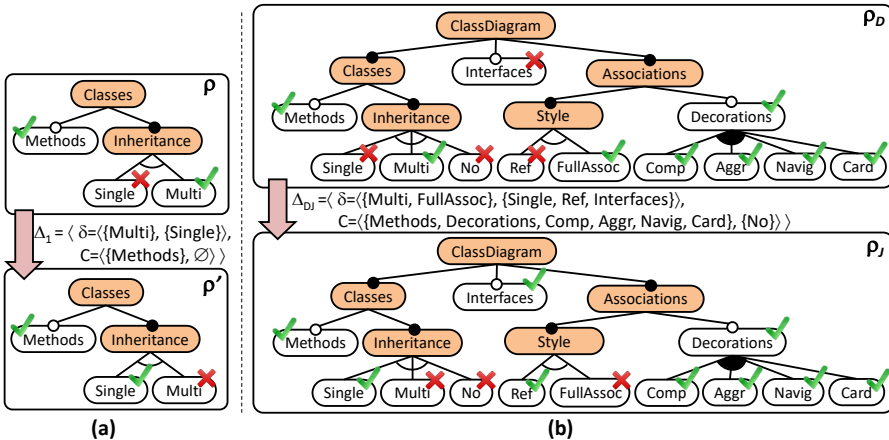 ρ
Classes
Methods
Inheritance
Single Multi
Δ1 = ⟨ δ=⟨{Multi}, {Single}⟩,
C=⟨{Methods}, ∅⟩ ⟩
ρ'
Classes
Methods
Inheritance
Single Multi
(a)
ρD
ClassDiagram
Classes Interfaces Associations
Methods Inheritance Style Decorations
Single Multi No Ref FullAssoc Comp Aggr Navig Card
ΔDJ = ⟨ δ=⟨{Multi, FullAssoc}, {Single, Ref, Interfaces}⟩,
C=⟨{Methods, Decorations, Comp, Aggr, Navig, Card}, {No}⟩ ⟩
ρJ
ClassDiagram
Classes Interfaces Associations
Methods Inheritance Style Decorations
Single Multi No Ref FullAssoc Comp Aggr Navig Card
(b)